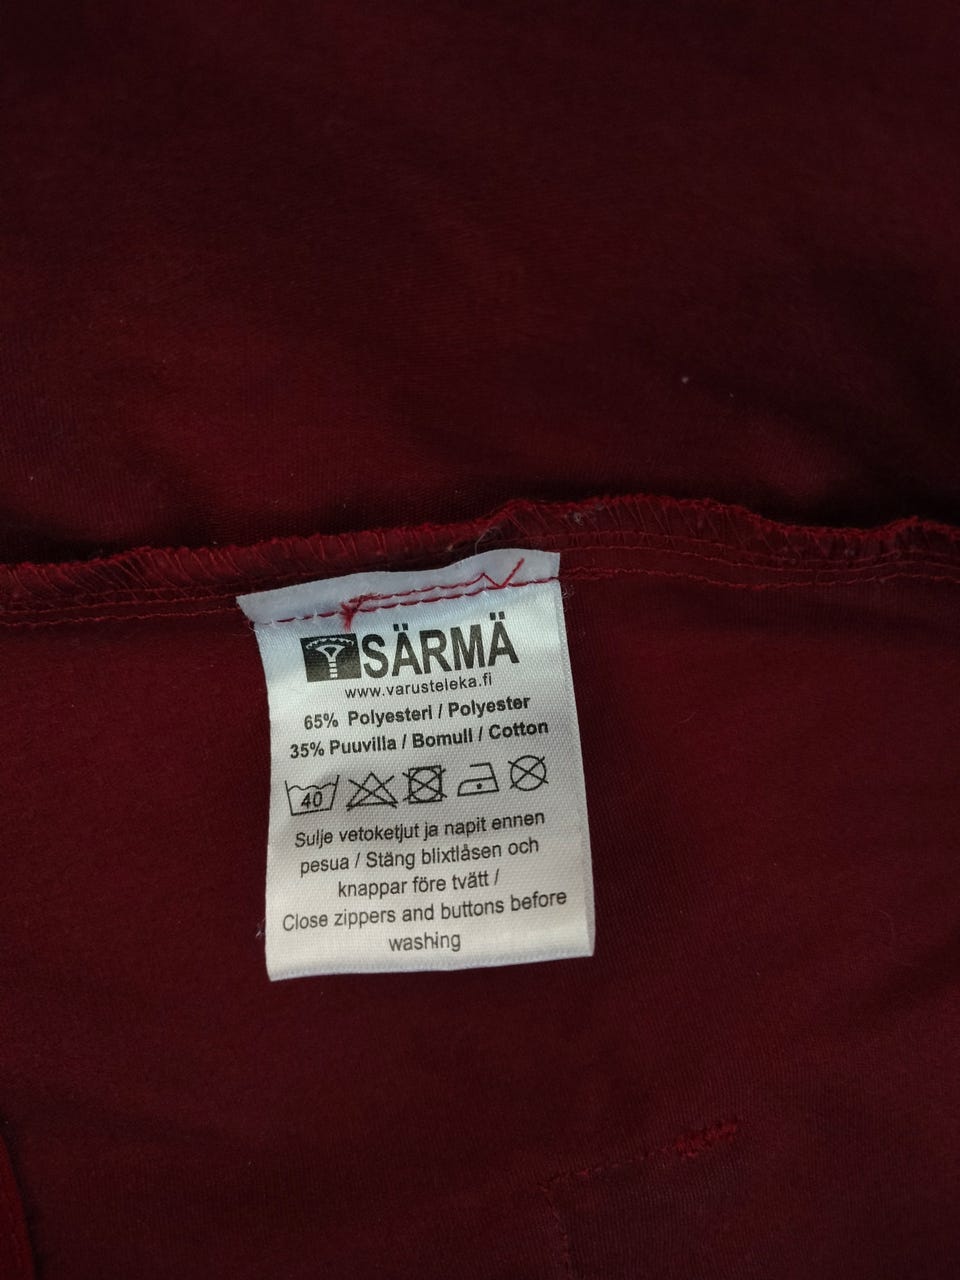 SÄRMÄ
www.varusteleka.fi
65% Polyesteri / Polyester
35% Puuvilla / Bomull / Cotton
40
Sulje vetoketjut ja napit ennen
pesua / Stäng blixtlåsen och
knappar före tvätt /
Close zippers and buttons before
washing